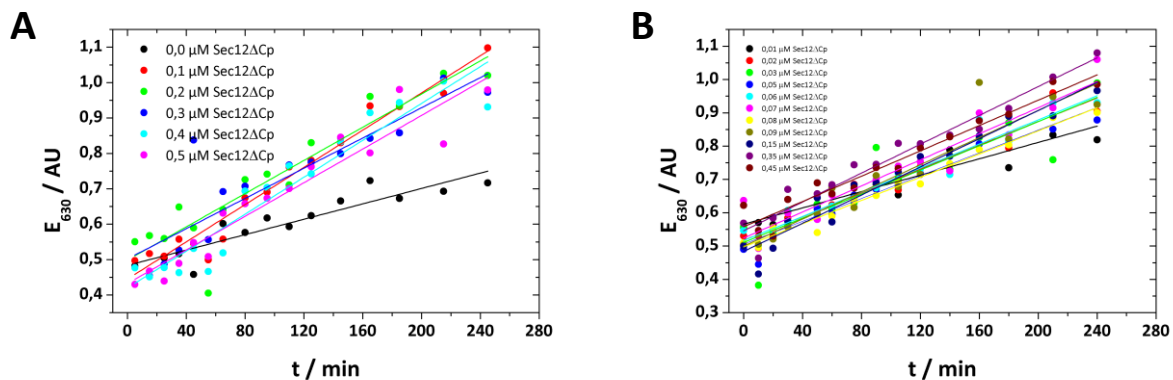 A
1,1
1,0
0,9
0,8
0,7
0,6
0,5
0,4
E630 / AU
0,0 µM Sec12ΔCp
0,1 µM Sec12ΔCp
0,2 µM Sec12ΔCp
0,3 µM Sec12ΔCp
0,4 µM Sec12ΔCp
0,5 µM Sec12ΔCp
0 40 80 120 160 200 240 280
t / min
B
1,1
1,0
0,9
0,8
0,7
0,6
0,5
0,4
0,3
E630 / AU
0,01 µM Sec12ΔCp
0,02 µM Sec12ΔCp
0,03 µM Sec12ΔCp
0,05 µM Sec12ΔCp
0,06 µM Sec12ΔCp
0,07 µM Sec12ΔCp
0,08 µM Sec12ΔCp
0,09 µM Sec12ΔCp
0,15 µM Sec12ΔCp
0,35 µM Sec12ΔCp
0,45 µM Sec12ΔCp
0 40 80 120 160 200 240 280
t / min